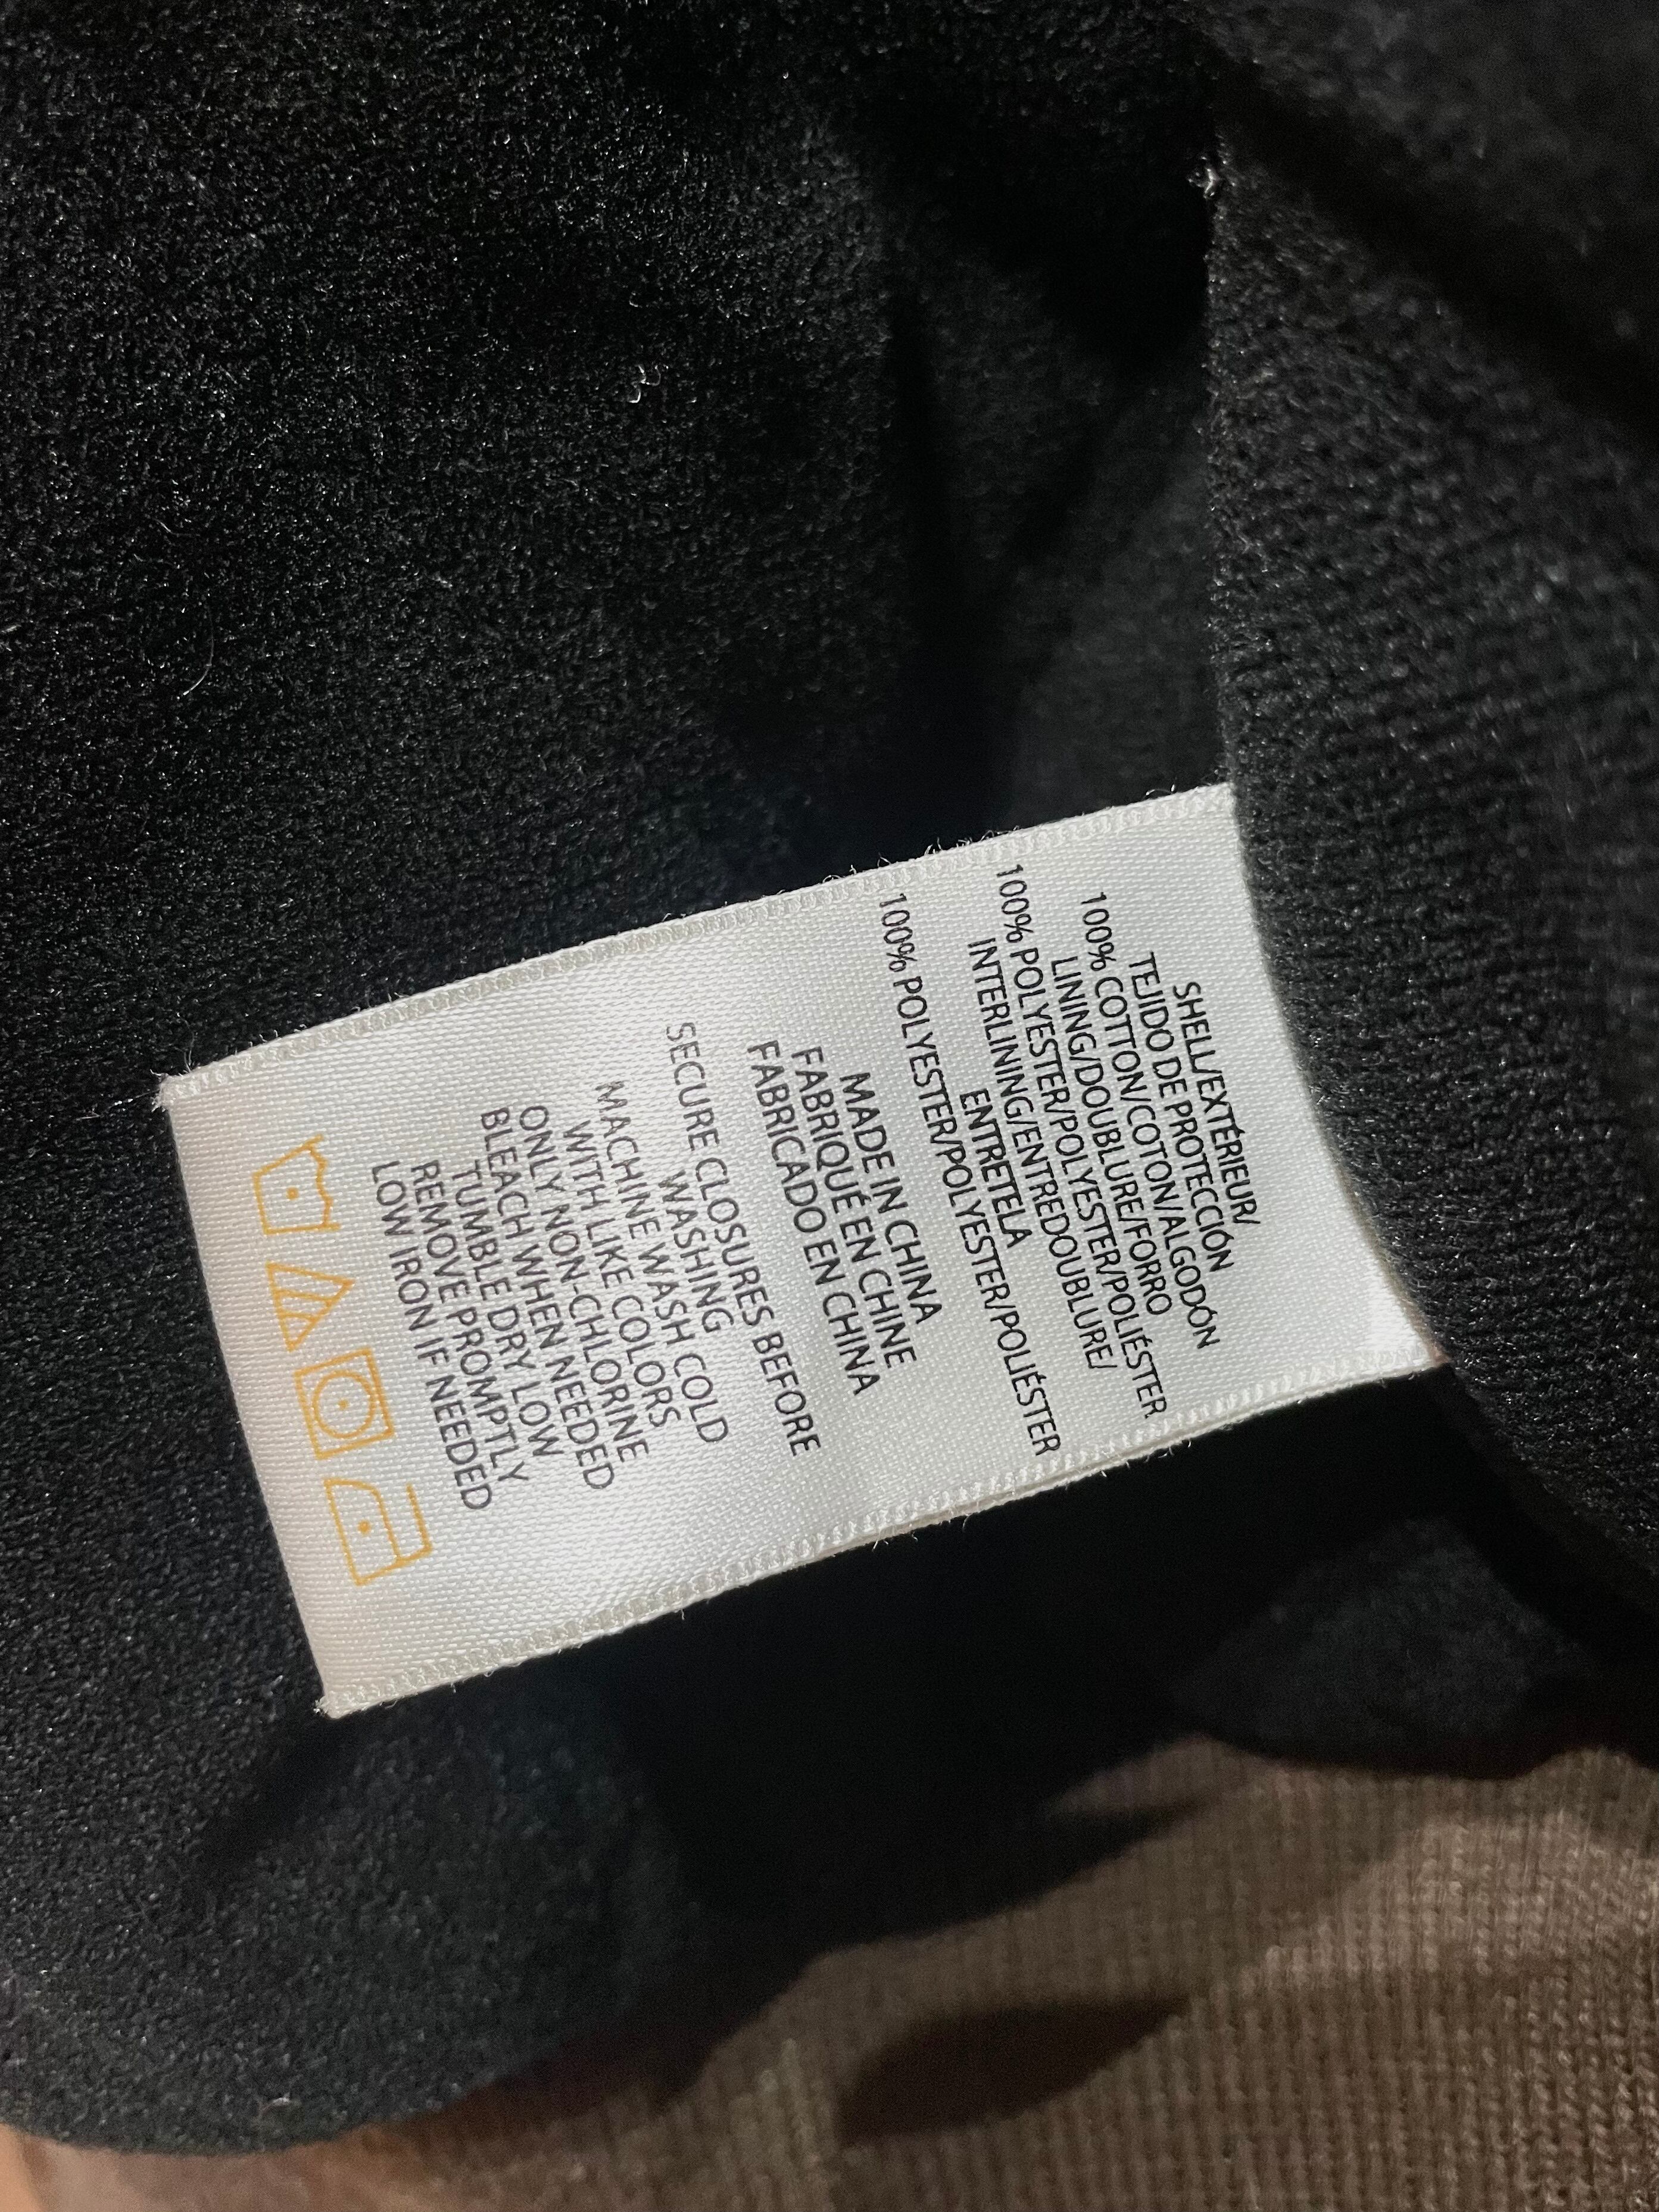 SHELL/EXTÉRIEUR/
TEJIDO DE PROTECCIÓN
100% COTTON/COTON/ALGODÓN
LINING/DOUBLURE/FORRO
100% POLYESTER/POLYESTER/POLIÉSTER
INTERLINING/ENTREDOUBLURE/
ENTRETELA
100% POLYESTER/POLYESTER/POLIÉSTER
MADE IN CHINA
FABRIQUÉ EN CHINE
FABRICADO EN CHINA
SECURE CLOSURES BEFORE
WASHING
MACHINE WASH COLD
WITH LIKE COLORS
ONLY NON-CHLORINE
BLEACH WHEN NEEDED
TUMBLE DRY LOW
REMOVE PROMPTLY
LOW IRON IF NEEDED